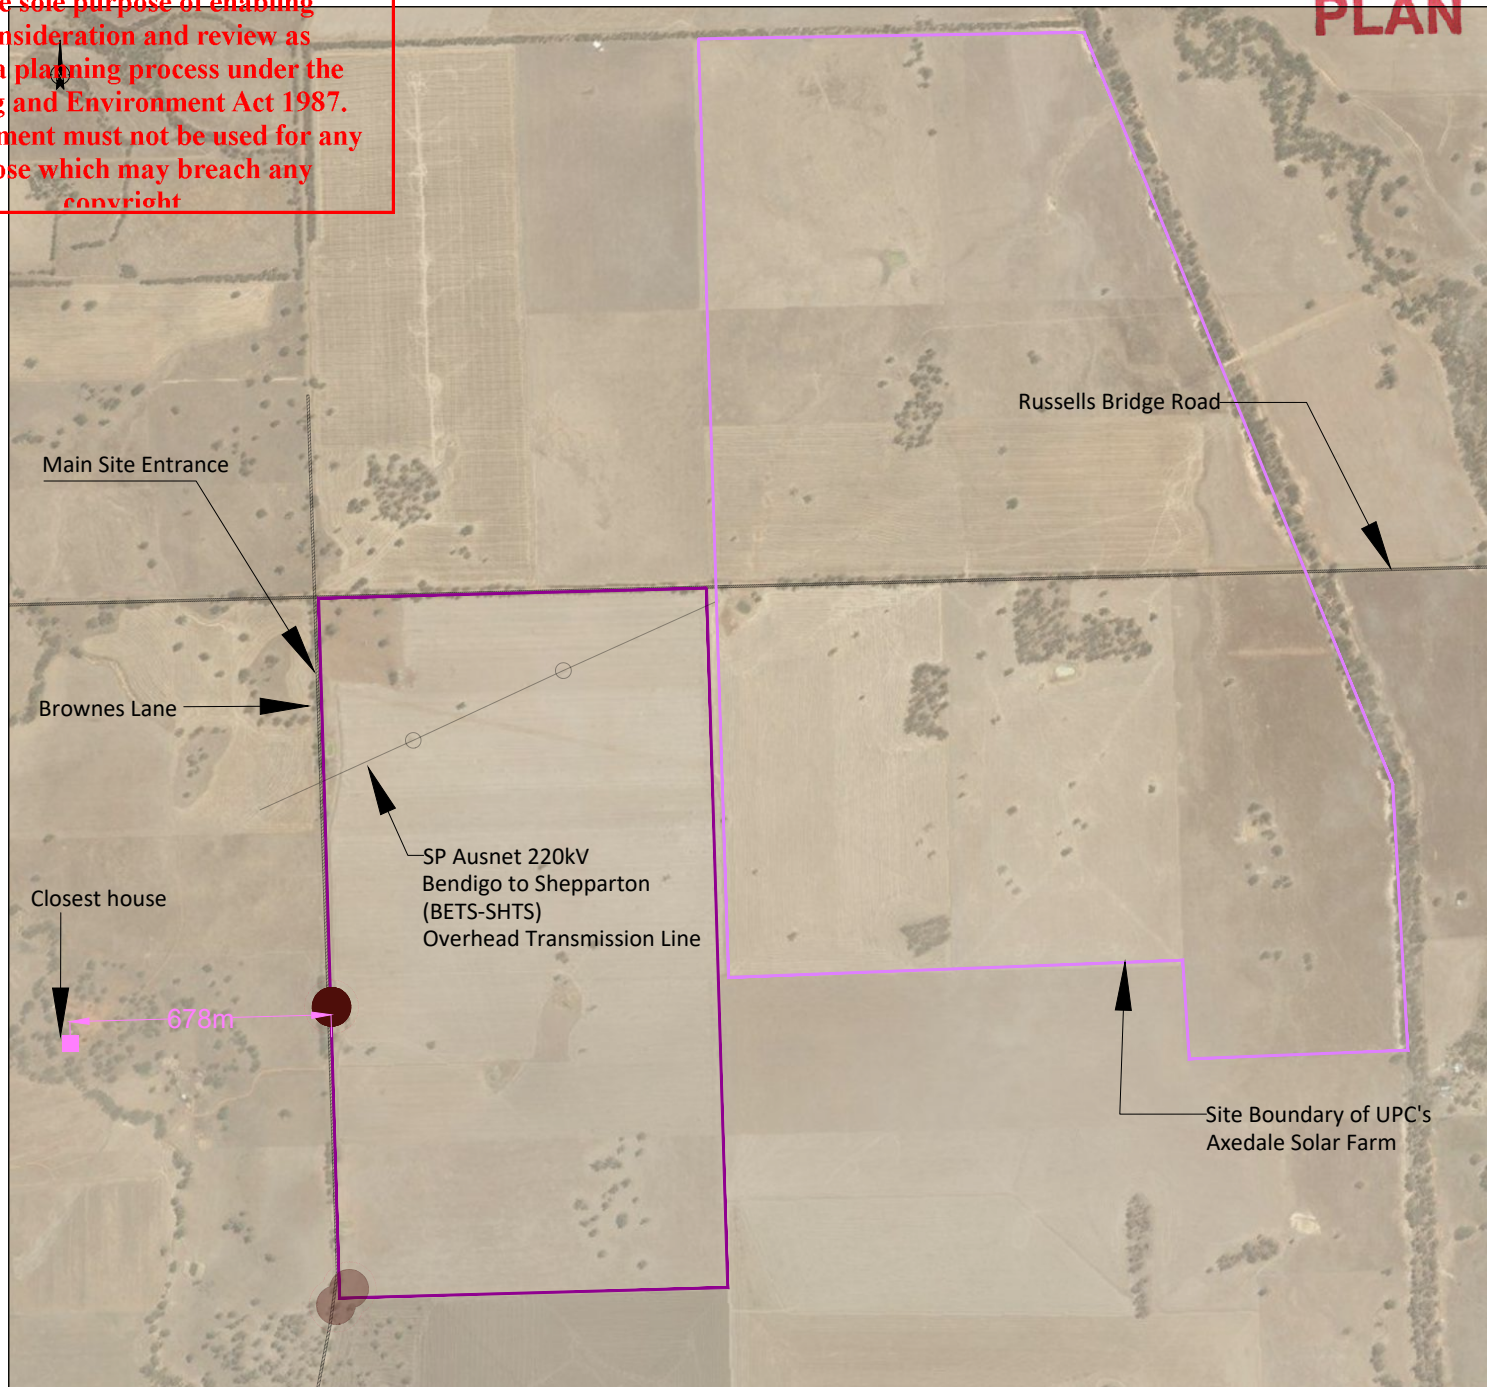 sole purpose of enabling
nsideration and review as
a planning process under the
and Environment Act 1987.
ment must not be used for any
ose which may breach any
copyright
PLAN
Russells Bridge Road
Main Site Entrance
Brownes Lane
SP Ausnet 220kV
Bendigo to Shepparton
(BETS-SHTS)
Overhead Transmission Line
Closest house
678m
Site Boundary of UPC's
Axedale Solar Farm